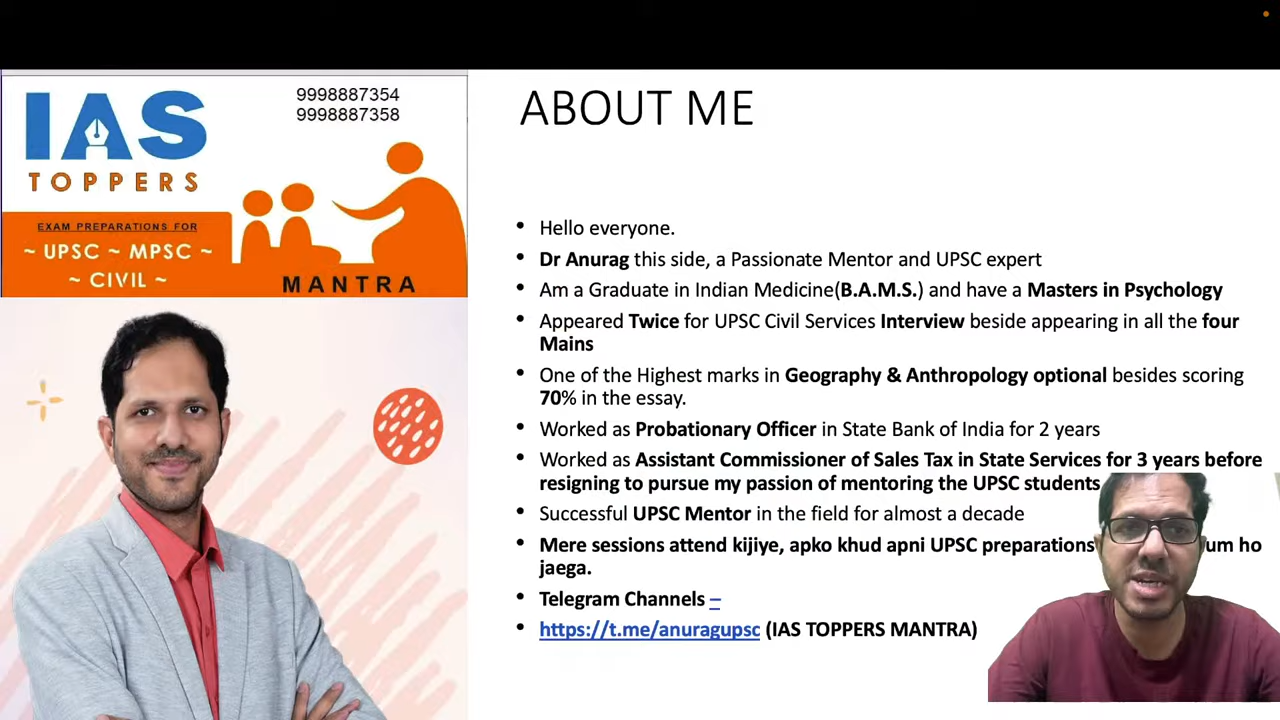 IAS
TOPPERS
9998887354
9998887358
EXAM PREPARATIONS FOR
~ UPSC ~ MPSC ~
~ CIVIL ~
MANTRA
ABOUT ME
• Hello everyone.
• Dr Anurag this side, a Passionate Mentor and UPSC expert
• Am a Graduate in Indian Medicine(B.A.M.S.) and have a Masters in Psychology
• Appeared Twice for UPSC Civil Services Interview beside appearing in all the four
Mains
• One of the Highest marks in Geography & Anthropology optional besides scoring
70% in the essay.
• Worked as Probationary Officer in State Bank of India for 2 years
• Worked as Assistant Commissioner of Sales Tax in State Services for 3 years before
resigning to pursue my passion of mentoring the UPSC students
• Successful UPSC Mentor in the field for almost a decade
• Mere sessions attend kijiye, apko khud apni UPSC preparations ho
jaega.
• Telegram Channels –
• https://t.me/anuragupsc (IAS TOPPERS MANTRA)